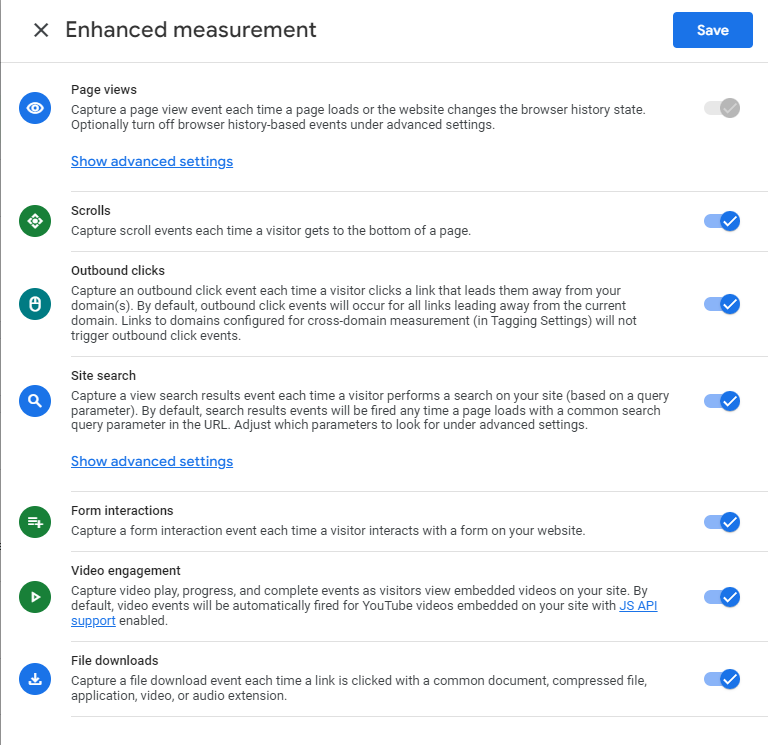 Enhanced measurement
Save
Page views
Capture a page view event each time a page loads or the website changes the browser history state.
Optionally turn off browser history-based events under advanced settings.
Show advanced settings
Scrolls
Capture scroll events each time a visitor gets to the bottom of a page.
Outbound clicks
Capture an outbound click event each time a visitor clicks a link that leads them away from your
domain(s). By default, outbound click events will occur for all links leading away from the current
domain. Links to domains configured for cross-domain measurement (in Tagging Settings) will not
trigger outbound click events.
Site search
Capture a view search results event each time a visitor performs a search on your site (based on a query
parameter). By default, search results events will be fired any time a page loads with a common search
query parameter in the URL. Adjust which parameters to look for under advanced settings.
Show advanced settings
Form interactions
Capture a form interaction event each time a visitor interacts with a form on your website.
Video engagement
Capture video play, progress, and complete events as visitors view embedded videos on your site. By
default, video events will be automatically fired for YouTube videos embedded on your site with JS API
support enabled.
File downloads
Capture a file download event each time a link is clicked with a common document, compressed file,
application, video, or audio extension.